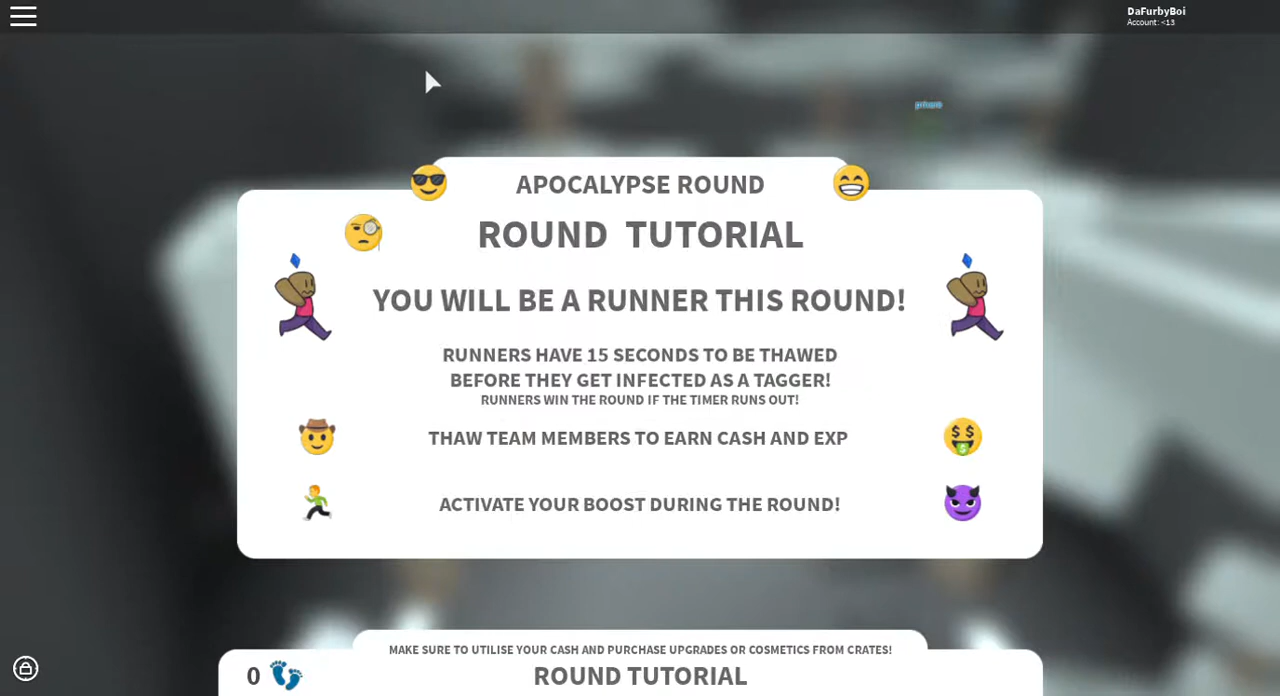 DaFurbyBoi
Account: <13
APOCALYPSE ROUND
ROUND TUTORIAL
YOU WILL BE A RUNNER THIS ROUND!
RUNNERS HAVE 15 SECONDS TO BE THAWED
BEFORE THEY GET INFECTED AS A TAGGER!
RUNNERS WIN THE ROUND IF THE TIMER RUNS OUT!
THAW TEAM MEMBERS TO EARN CASH AND EXP
ACTIVATE YOUR BOOST DURING THE ROUND!
MAKE SURE TO UTILISE YOUR CASH AND PURCHASE UPGRADES OR COSMETICS FROM CRATES!
0
ROUND TUTORIAL